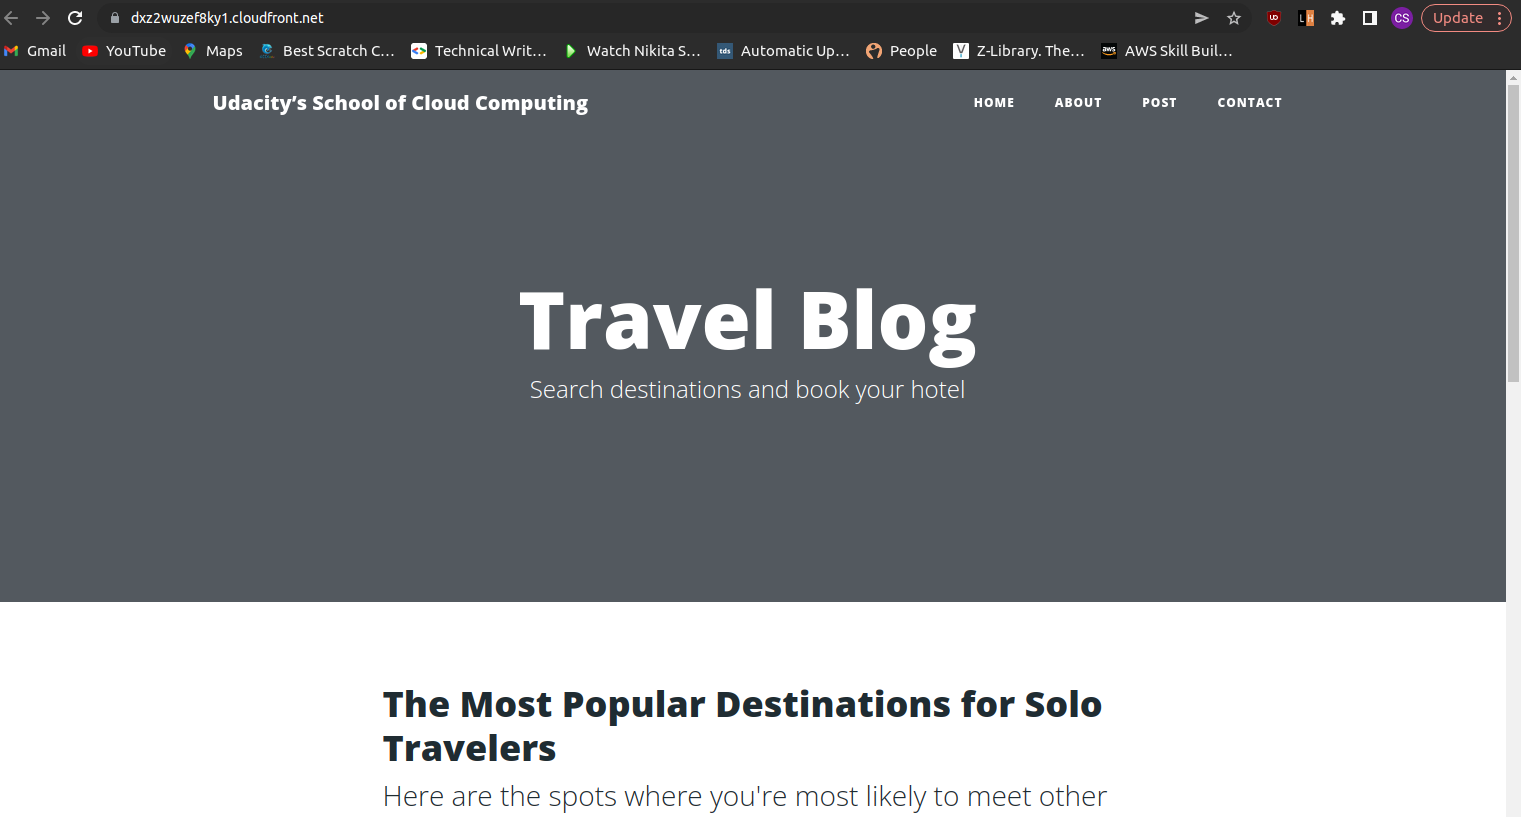 dxz2wuzef8ky1.cloudfront.net
CS
Update
Gmail
YouTube
Maps
Best Scratch C...
Technical Writ...
Watch Nikita S...
tds
Automatic Up...
People
Z-Library. The...
aws
AWS Skill Buil...
Udacity’s School of Cloud Computing
HOME
ABOUT
POST
CONTACT
Travel Blog
Search destinations and book your hotel
The Most Popular Destinations for Solo
Travelers
Here are the spots where you're most likely to meet other